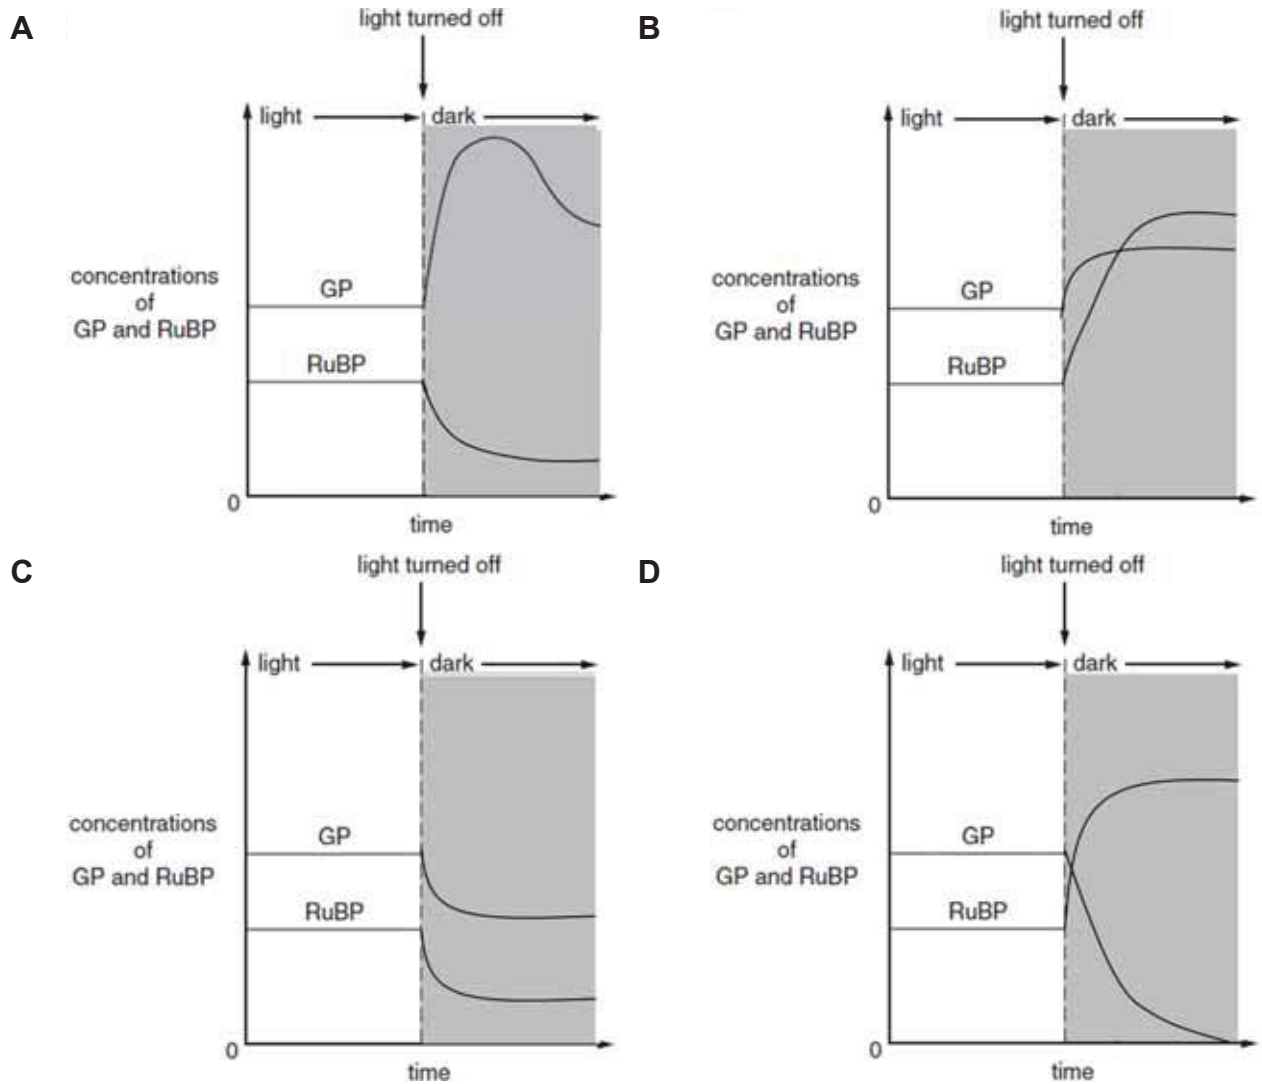 A
light turned off
light
dark
concentrations
of
GP and RuBP
GP
RuBP
0
time
B
light turned off
light
dark
concentrations
of
GP and RuBP
GP
RuBP
0
time
C
light turned off
light
dark
concentrations
of
GP and RuBP
GP
RuBP
0
time
D
light turned off
light
dark
concentrations
of
GP and RuBP
GP
RuBP
0
time